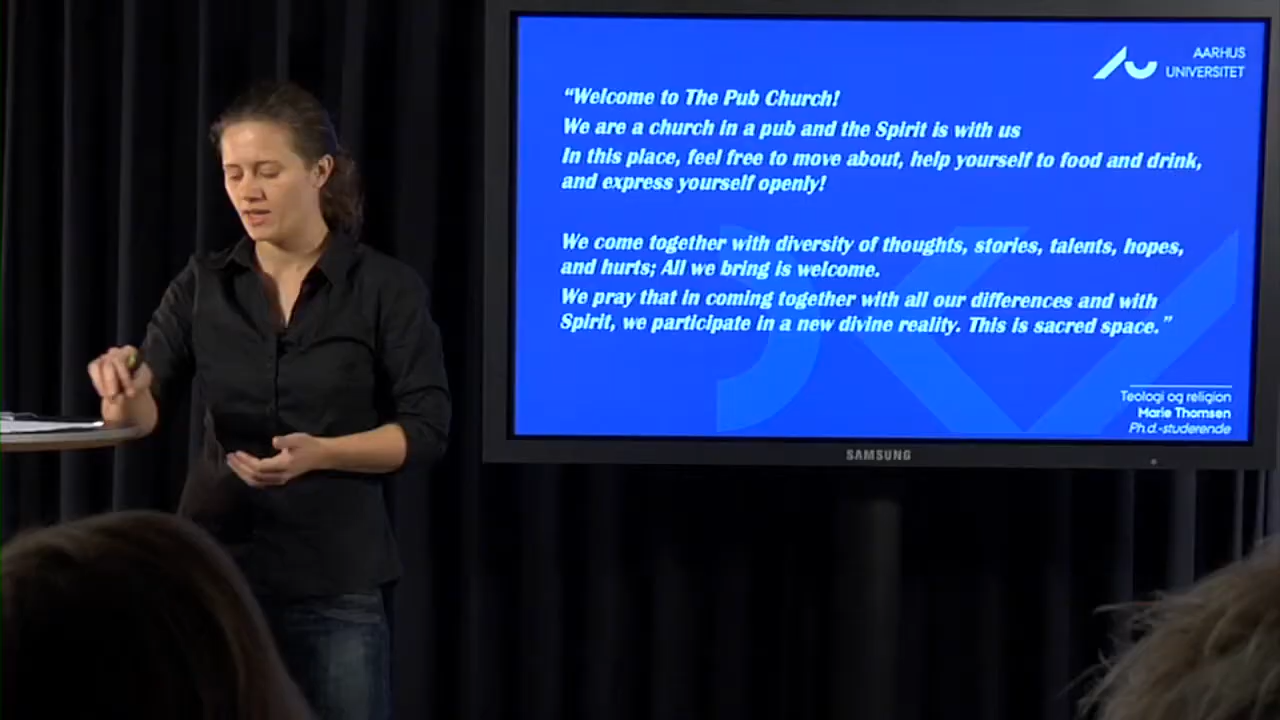 AARHUS
UNIVERSITET
“Welcome to The Pub Church!
We are a church in a pub and the Spirit is with us
In this place, feel free to move about, help yourself to food and drink,
and express yourself openly!
We come together with diversity of thoughts, stories, talents, hopes,
and hurts; All we bring is welcome.
We pray that in coming together with all our differences and with
Spirit, we participate in a new divine reality. This is sacred space.”
Teologi og religion
Marie Thomsen
Ph.d.-studerende
SAMSUNG